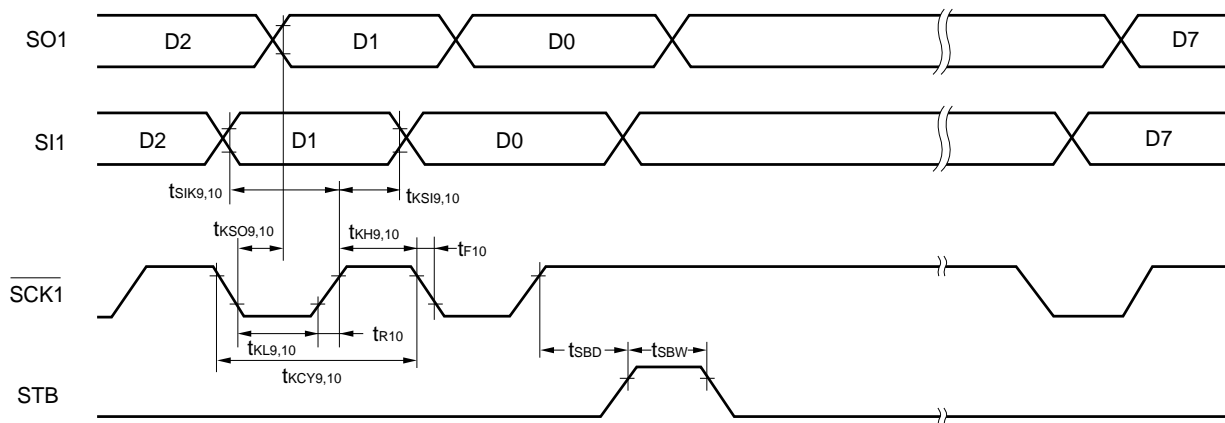 SO1 D2 D1 D0 D7
SI1 D2 D1 D0 D7
tSIK9,10 tKSI9,10
tKSO9,10 tKH9,10 tF10
SCK1
tKL9,10 tR10 tSBD tSBW
tKCY9,10
STB